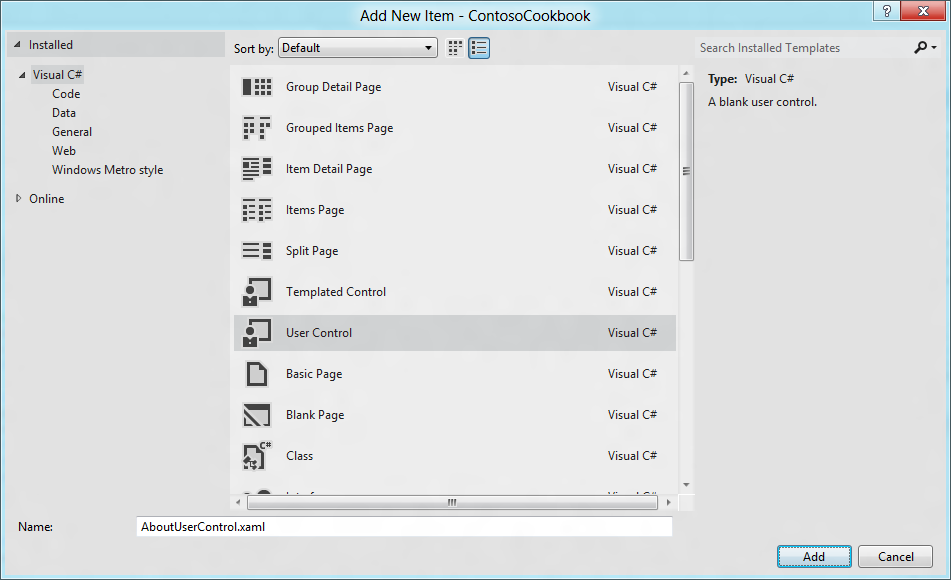 Add New Item - ContosoCookbook
?
Installed
Sort by: Default
Search Installed Templates
Visual C#
Code
Data
General
Web
Windows Metro style
Online
Group Detail Page Visual C#
Grouped Items Page Visual C#
Item Detail Page Visual C#
Items Page Visual C#
Split Page Visual C#
Templated Control Visual C#
User Control Visual C#
Basic Page Visual C#
Blank Page Visual C#
C#
Class Visual C#
Type: Visual C#
A blank user control.
Name: AboutUserControl.xaml
Add Cancel